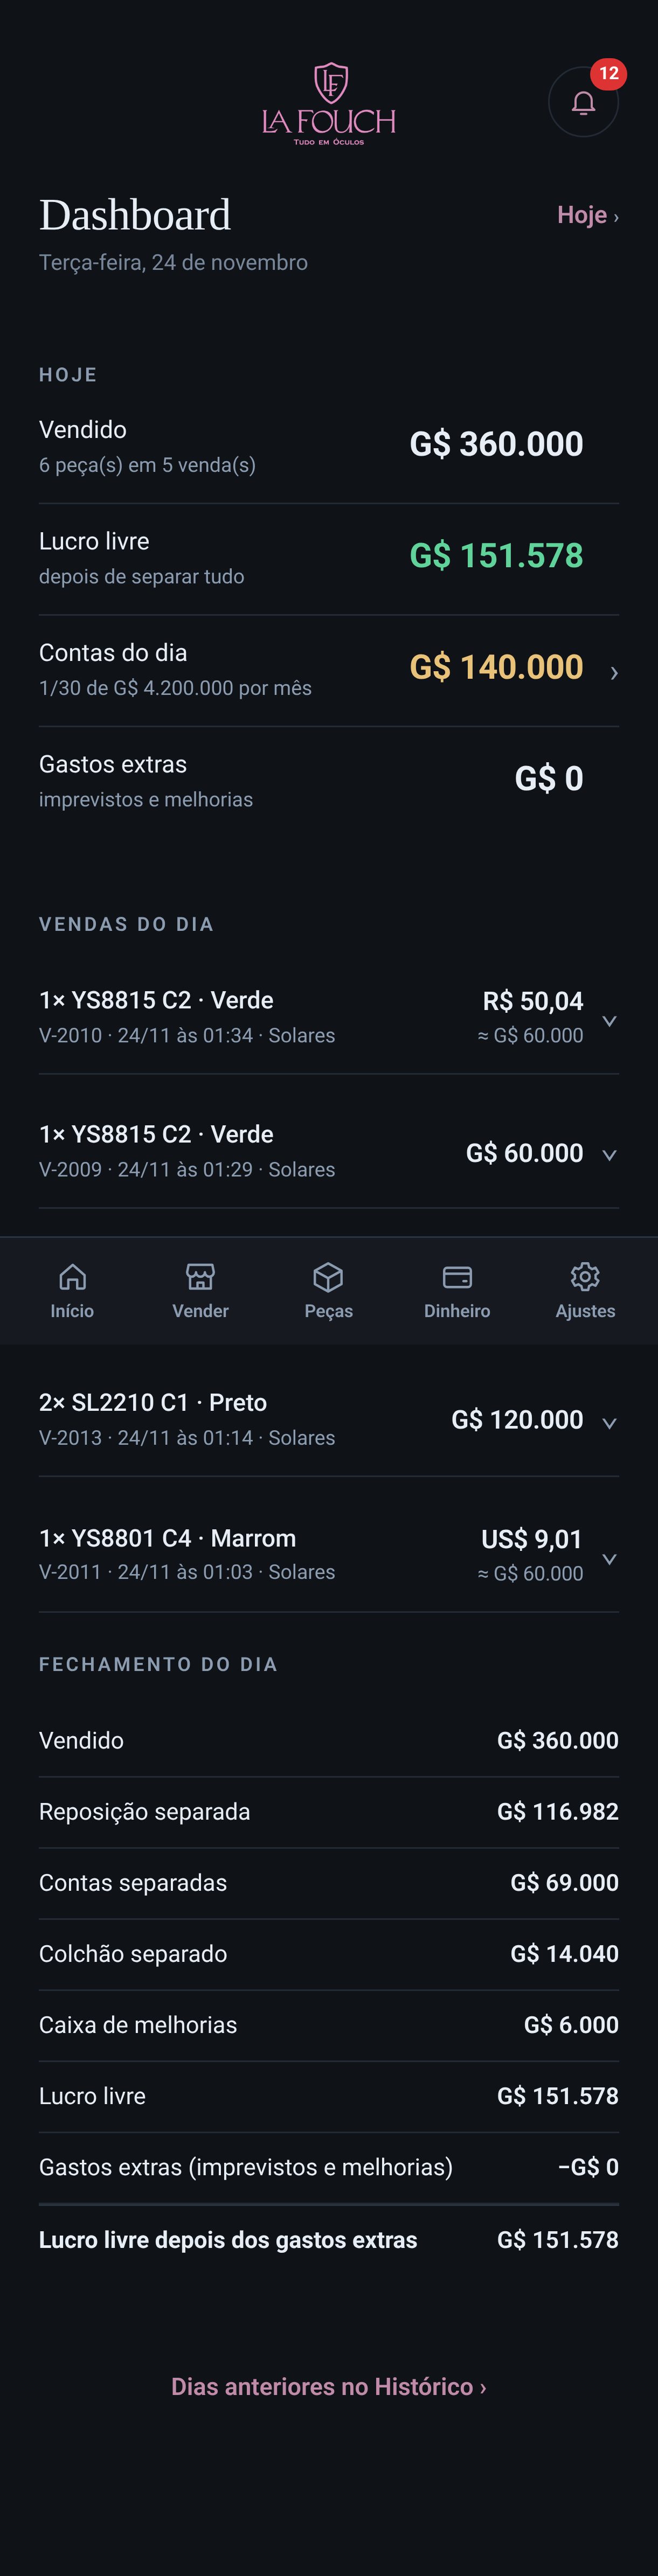 LF
LA FOUCH
TUDO EM ÓCULOS
12
Dashboard
Hoje ›
Terça-feira, 24 de novembro
HOJE
Vendido
G$ 360.000
6 peça(s) em 5 venda(s)
Lucro livre
G$ 151.578
depois de separar tudo
Contas do dia
G$ 140.000 ›
1/30 de G$ 4.200.000 por mês
Gastos extras
G$ 0
imprevistos e melhorias
VENDAS DO DIA
1× YS8815 C2 · Verde
R$ 50,04
V-2010 · 24/11 às 01:34 · Solares
≈ G$ 60.000
1× YS8815 C2 · Verde
G$ 60.000
V-2009 · 24/11 às 01:29 · Solares
Início
Vender
Peças
Dinheiro
Ajustes
2× SL2210 C1 · Preto
G$ 120.000
V-2013 · 24/11 às 01:14 · Solares
1× YS8801 C4 · Marrom
US$ 9,01
V-2011 · 24/11 às 01:03 · Solares
≈ G$ 60.000
FECHAMENTO DO DIA
Vendido G$ 360.000
Reposição separada G$ 116.982
Contas separadas G$ 69.000
Colchão separado G$ 14.040
Caixa de melhorias G$ 6.000
Lucro livre G$ 151.578
Gastos extras (imprevistos e melhorias) −G$ 0
Lucro livre depois dos gastos extras G$ 151.578
Dias anteriores no Histórico ›